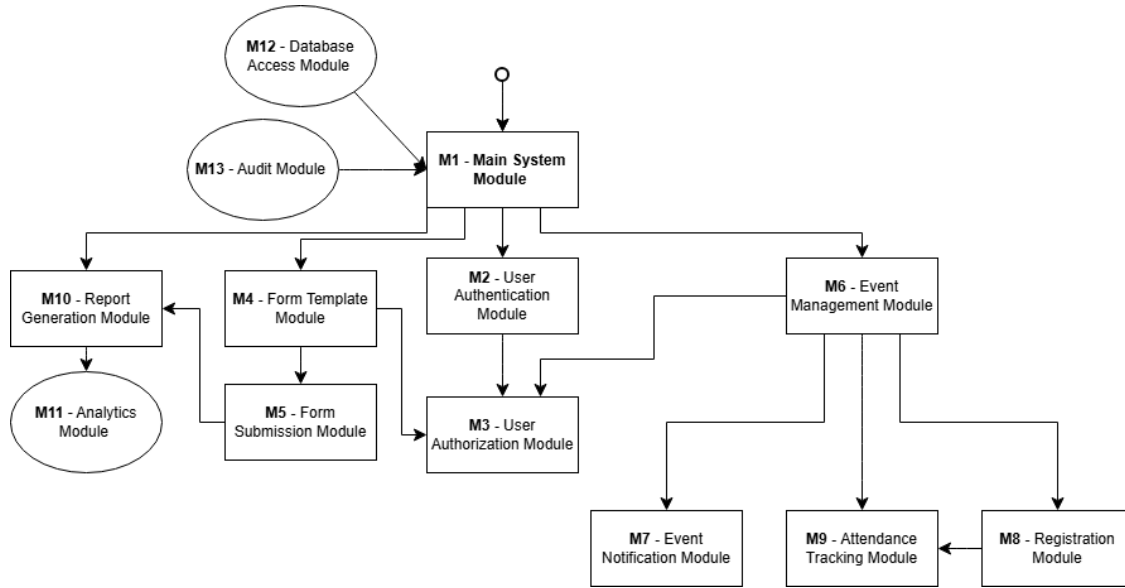 M12 - Database
Access Module
M13 - Audit Module
M1 - Main System
Module
M10 - Report
Generation Module
M4 - Form Template
Module
M2 - User
Authentication
Module
M6 - Event
Management Module
M11 - Analytics
Module
M5 - Form
Submission Module
M3 - User
Authorization Module
M7 - Event
Notification Module
M9 - Attendance
Tracking Module
M8 - Registration
Module